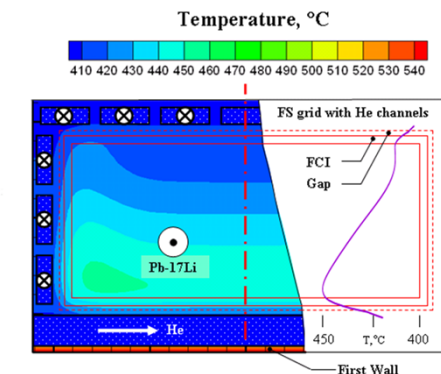 Temperature, °C
410 420 430 440 450 460 470 480 490 500 510 520 530 540
FS grid with He channels
FCI
Gap
Pb-17Li
He
450 T,°C 400
First Wall